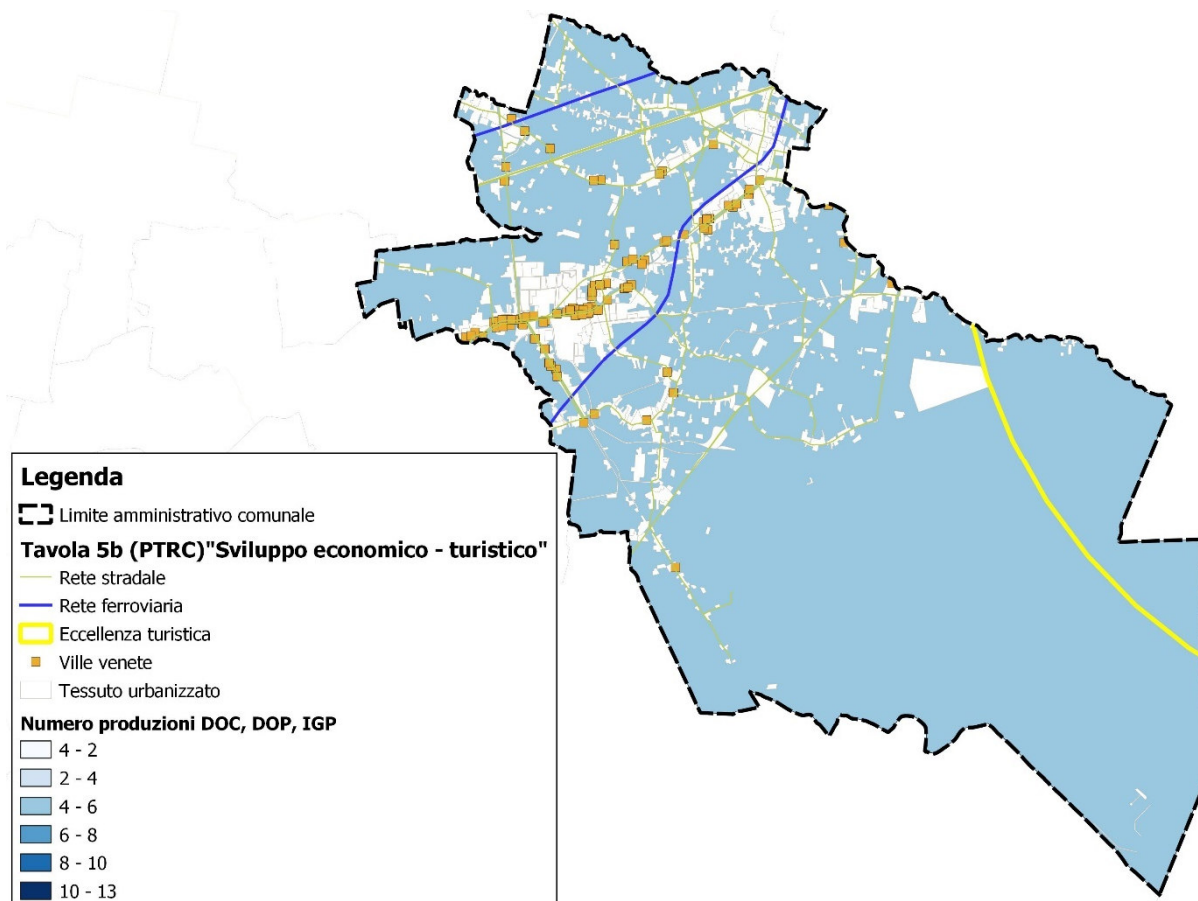 Legenda
Limite amministrativo comunale
Tavola 5b (PTRC)"Sviluppo economico - turistico"
Rete stradale
Rete ferroviaria
Eccellenza turistica
Ville venete
Tessuto urbanizzato
Numero produzioni DOC, DOP, IGP
4 - 2
2 - 4
4 - 6
6 - 8
8 - 10
10 - 13